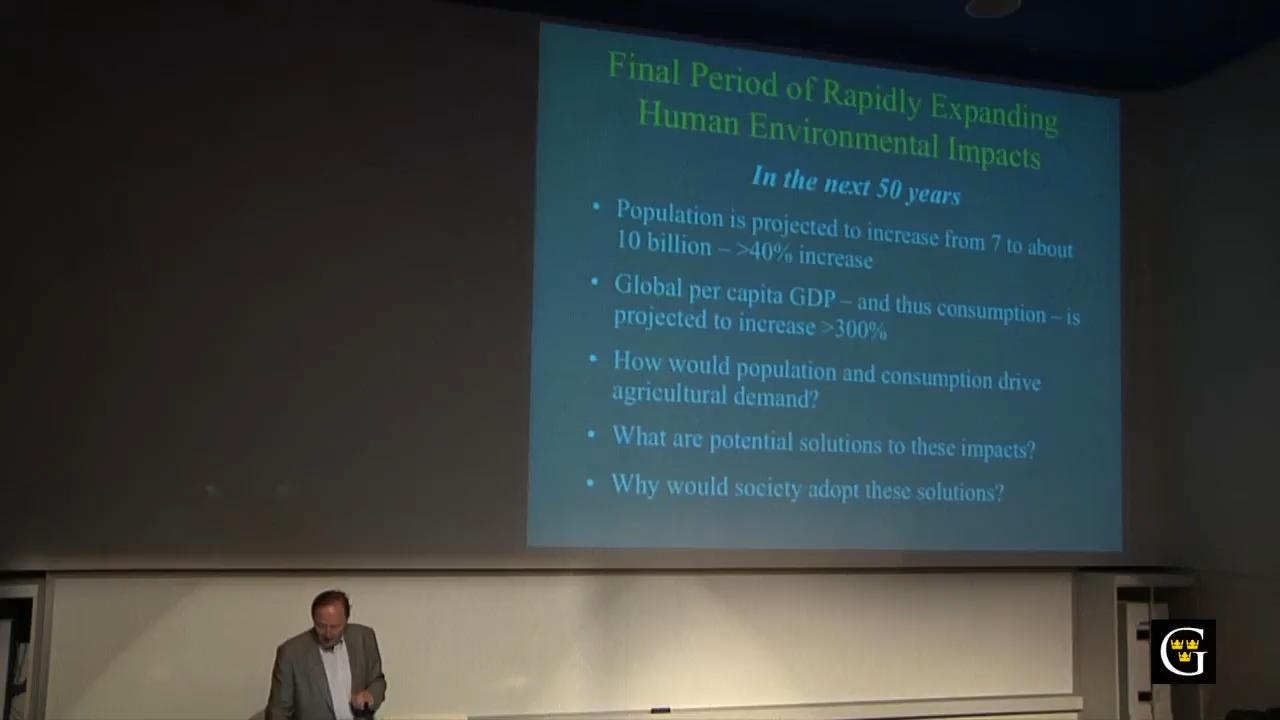 Final Period of Rapidly Expanding
Human Environmental Impacts
In the next 50 years
• Population is projected to increase from 7 to about
10 billion – >40% increase
• Global per capita GDP – and thus consumption – is
projected to increase >300%
• How would population and consumption drive
agricultural demand?
• What are potential solutions to these impacts?
• Why would society adopt these solutions?
G